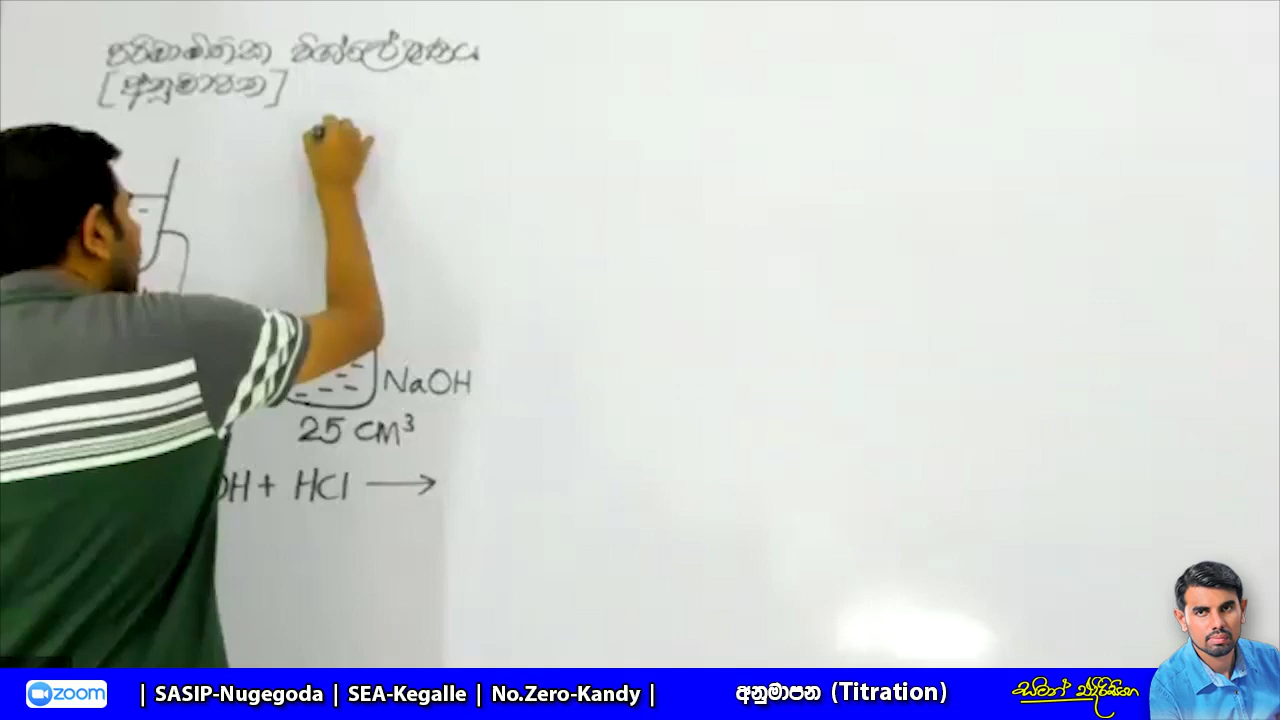 පරිමාමිතික විශ්ලේෂණය
[අනුමාපන]
NaOH
25 cm³
OH + HCl ⟶
zoom
| SASIP-Nugegoda | SEA-Kegalle | No.Zero-Kandy |
අනුමාපන (Titration)